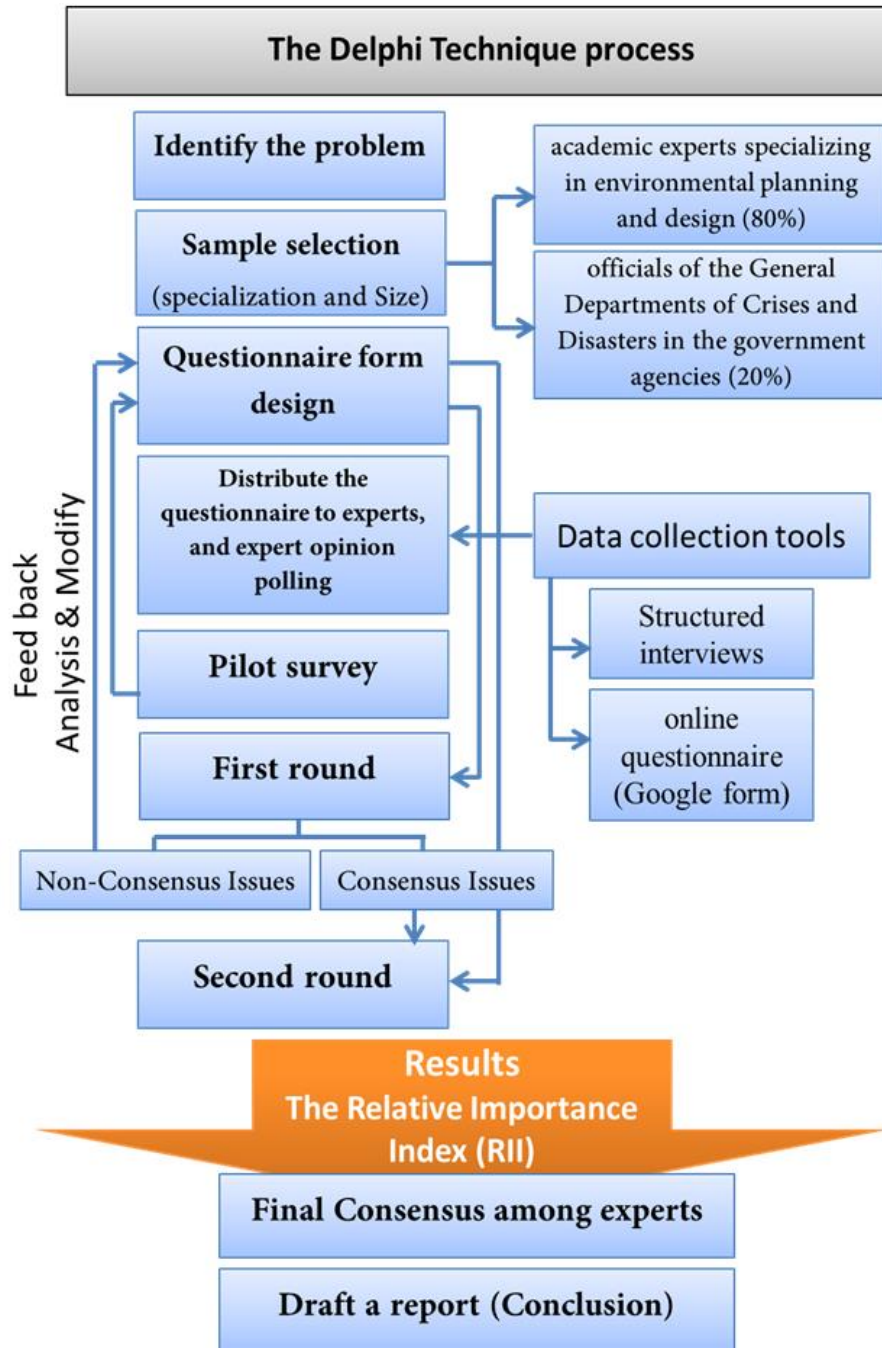 The Delphi Technique process
Identify the problem
academic experts specializing
in environmental planning
and design (80%)
Sample selection
(specialization and Size)
officials of the General
Departments of Crises and
Disasters in the government
agencies (20%)
Questionnaire form
design
Distribute the
questionnaire to experts,
and expert opinion
polling
Data collection tools
Structured
interviews
online
questionnaire
(Google form)
Pilot survey
Feed back
Analysis & Modify
First round
Non-Consensus Issues
Consensus Issues
Second round
Results
The Relative Importance
Index (RII)
Final Consensus among experts
Draft a report (Conclusion)